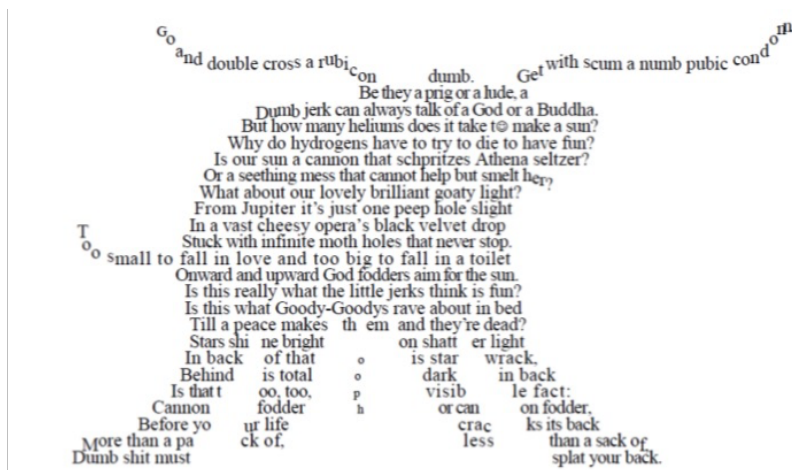 Go and double cross a rubicon dumb. Get with scum a numb pubic condom
Be they a prig or a lude, a
Dumb jerk can always talk of a God or a Buddha.
But how many heliums does it take t☺ make a sun?
Why do hydrogens have to try to die to have fun?
Is our sun a cannon that schpritzes Athena seltzer?
Or a seething mess that cannot help but smelt her?
What about our lovely brilliant goaty light?
From Jupiter it's just one peep hole slight
In a vast cheesy opera's black velvet drop
Stuck with infinite moth holes that never stop.
Too small to fall in love and too big to fall in a toilet
Onward and upward God fodders aim for the sun.
Is this really what the little jerks think is fun?
Is this what Goody-Goodys rave about in bed
Till a peace makes th em and they're dead?
Stars shi ne bright on shatt er light
In back of that o is star wrack,
Behind is total o dark in back
Is that t oo, too, p visib le fact:
Cannon fodder h or can on fodder,
Before yo ur life crac ks its back
More than a pa ck of, less than a sack of
Dumb shit must splat your back.